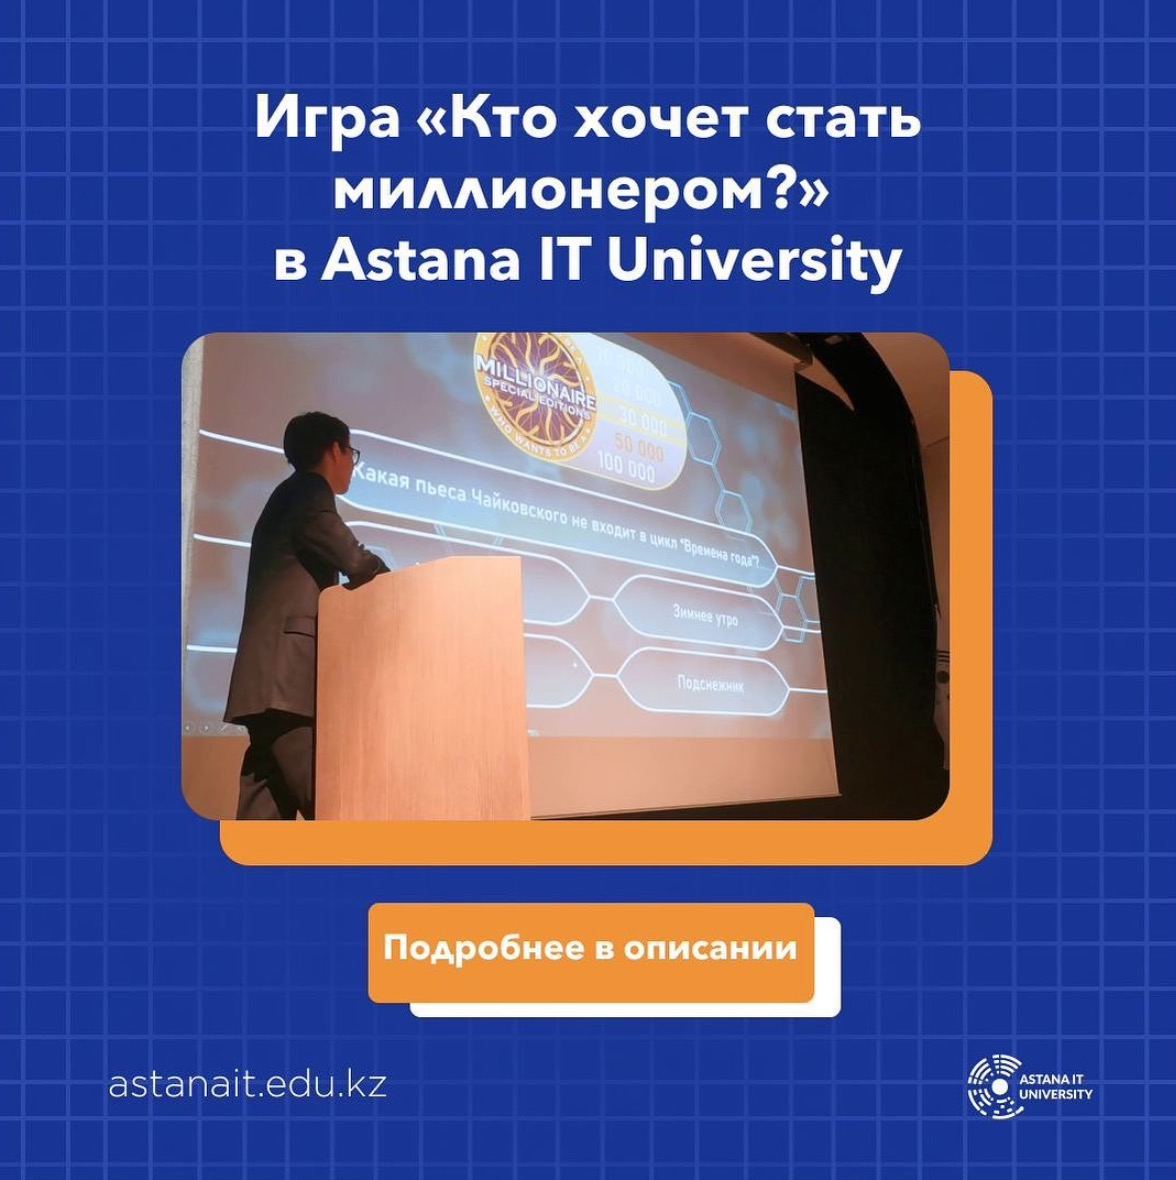 Игра «Кто хочет стать
миллионером?»
в Astana IT University
MILLIONAIRE
SPECIAL EDITIONS
WHO WANTS TO BE A
30 000
50 000
100 000
Какая пьеса Чайковского не входит в цикл "Времена года"?
Зимнее утро
Подснежник
Подробнее в описании
astanait.edu.kz
ASTANA IT
UNIVERSITY